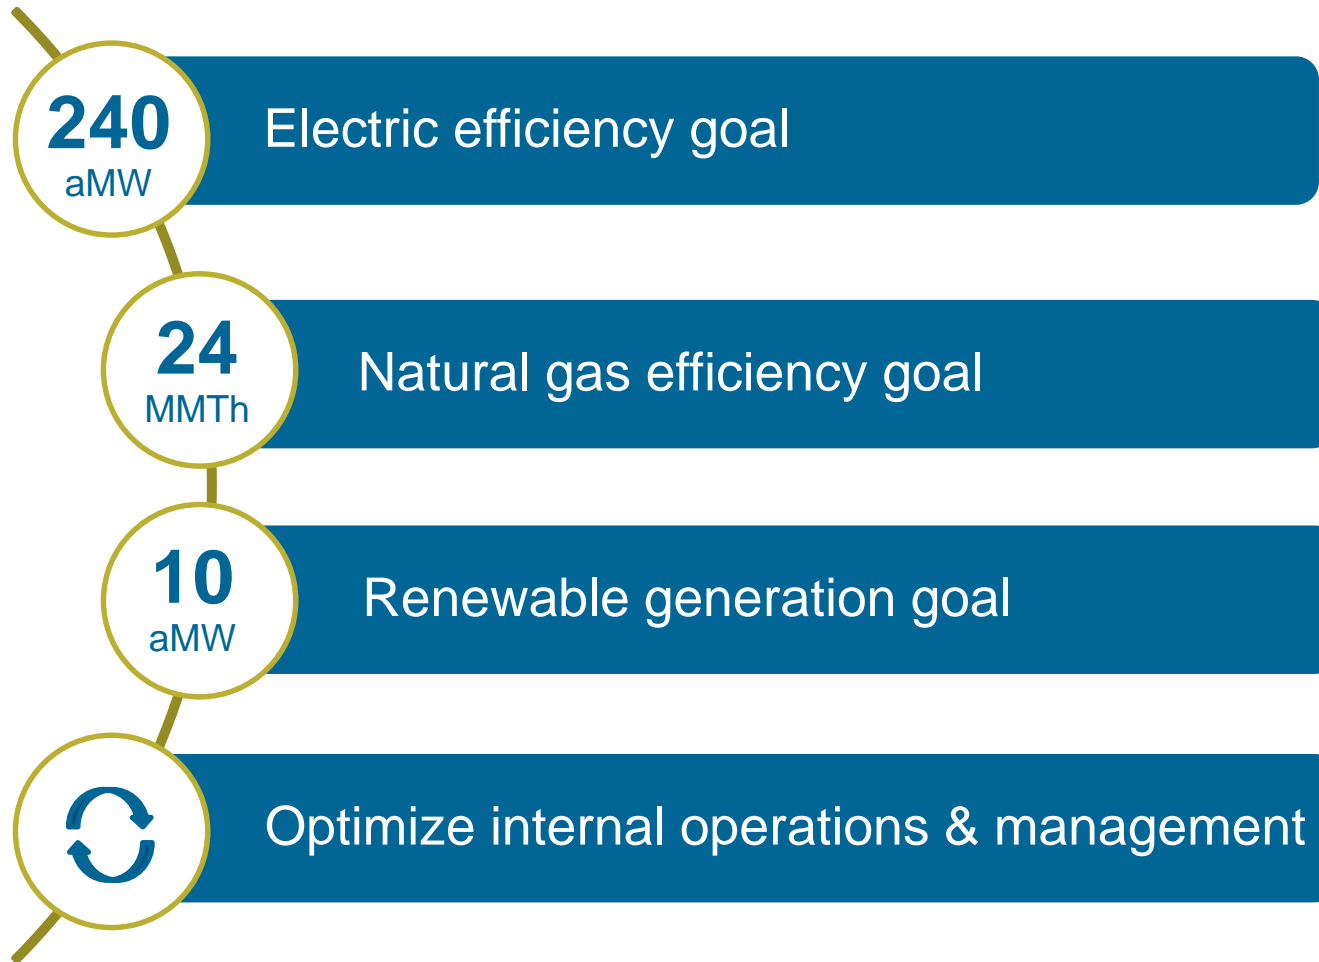 240
aMW
Electric efficiency goal
24
MMTh
Natural gas efficiency goal
10
aMW
Renewable generation goal
Optimize internal operations & management